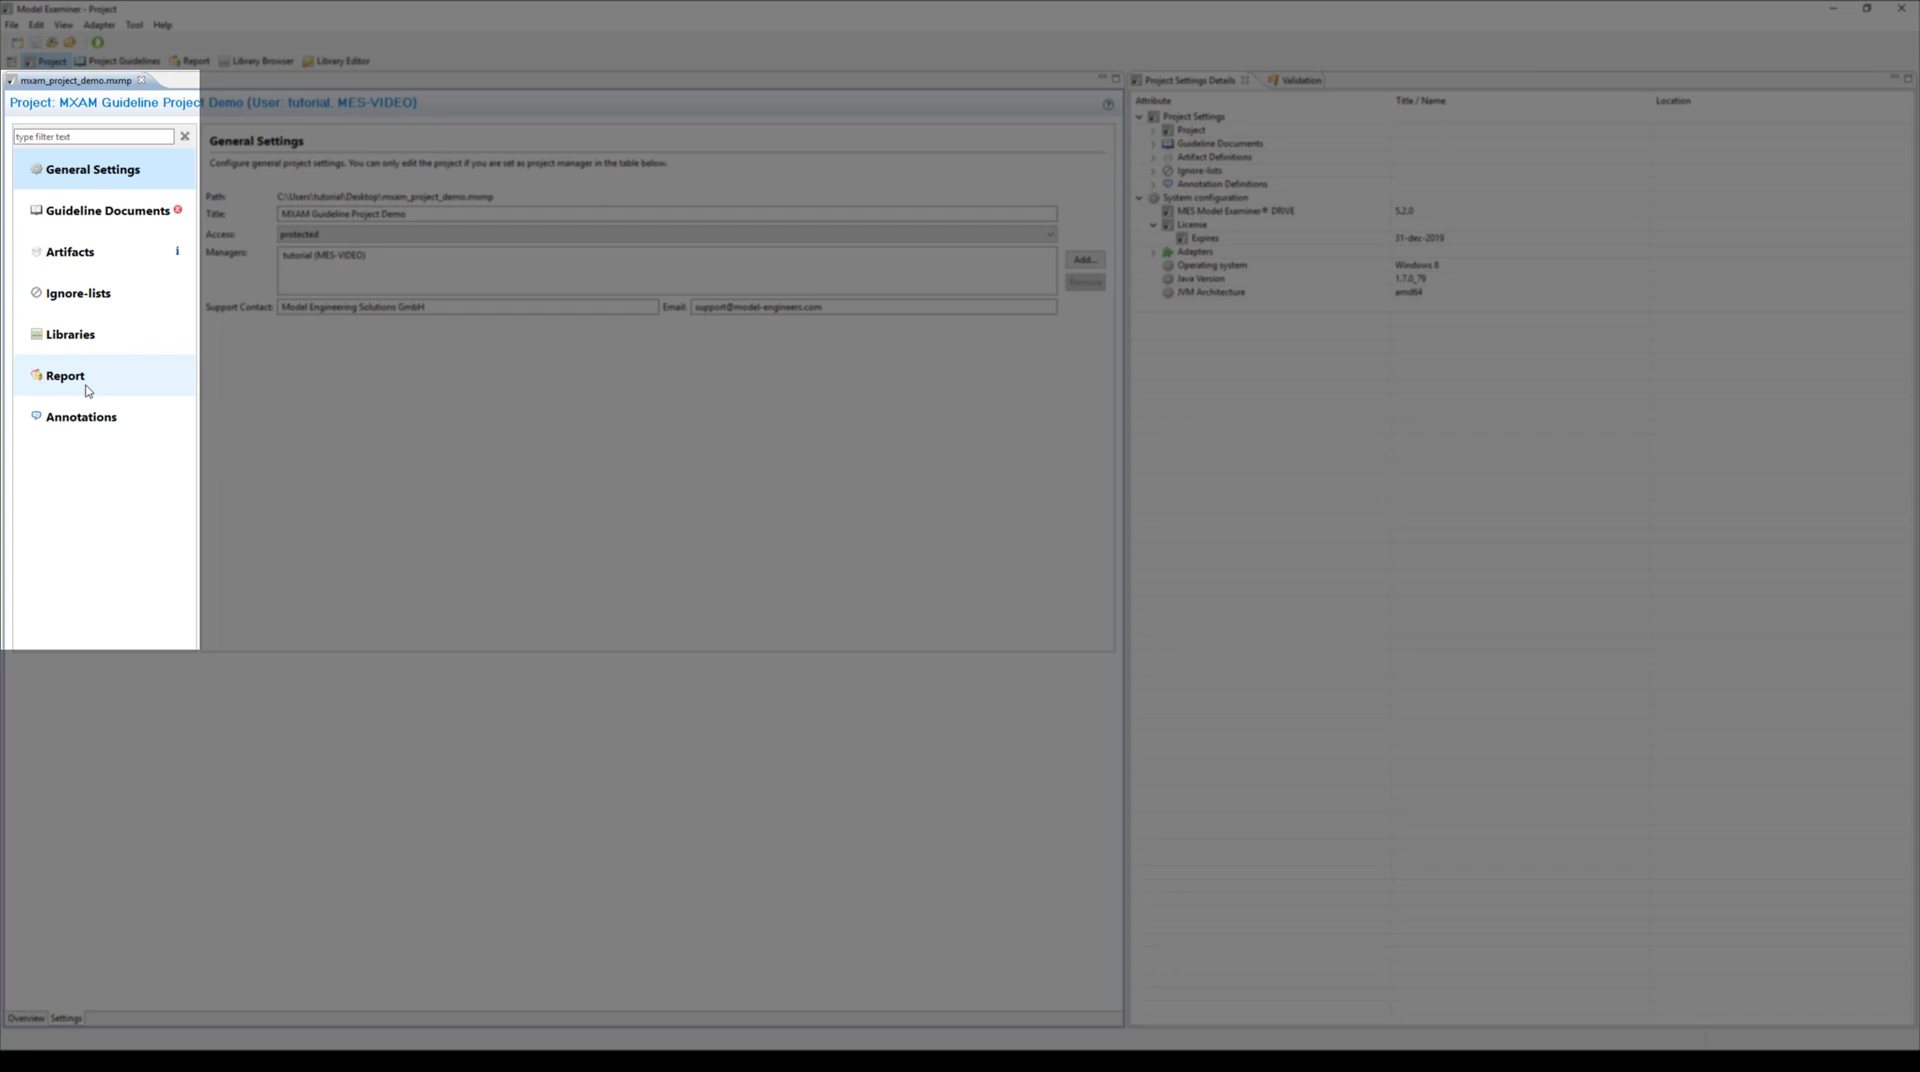 Model Examiner - Project
File Edit View Adapter Tool Help
Project Project Guidelines Report Library Browser Library Editor
mxam_project_demo.mxmp
Project: MXAM Guideline Project Demo (User: tutorial, MES-VIDEO)
type filter text
General Settings
Guideline Documents
Artifacts
Ignore-lists
Libraries
Report
Annotations
General Settings
Configure general project settings. You can only edit the project if you are set as project manager in the table below.
Path: C:\Users\tutorial\Desktop\mxam_project_demo.mxmp
Title: MXAM Guideline Project Demo
Access: protected
Managers: tutorial (MES-VIDEO)
Add...
Remove
Support Contact: Model Engineering Solutions GmbH Email: support@model-engineers.com
Overview Settings
Project Settings Details Validation
Attribute Title / Name Location
Project Settings
Project
Guideline Documents
Artifact Definitions
Ignore-lists
Annotation Definitions
System configuration
MES Model Examiner® DRIVE 5.2.0
License
Expires 31-dec-2019
Adapters
Operating system Windows 8
Java Version 1.7.0_79
JVM Architecture amd64